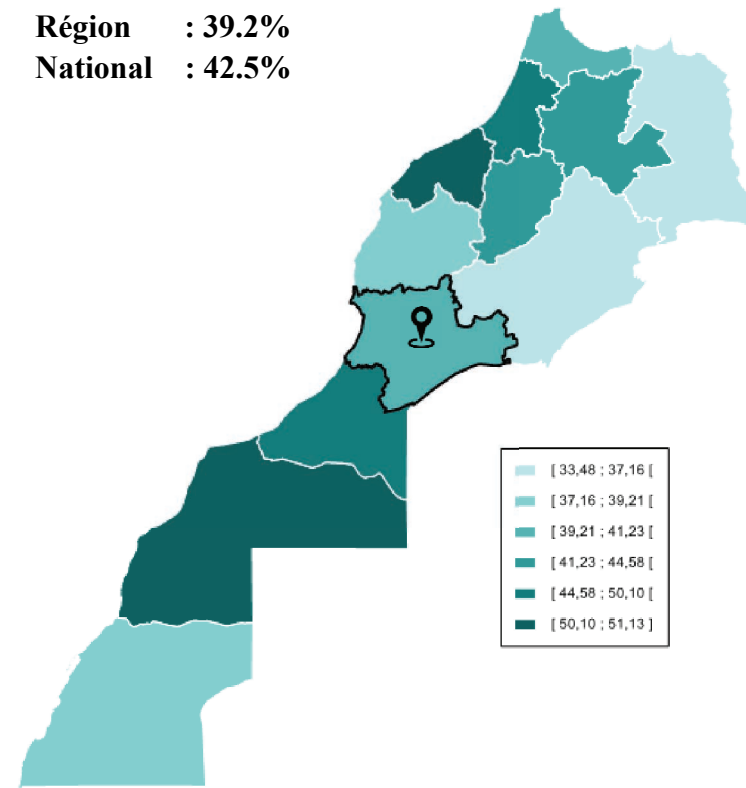 Région : 39.2%
National : 42.5%
[ 33,48 ; 37,16 [
[ 37,16 ; 39,21 [
[ 39,21 ; 41,23 [
[ 41,23 ; 44,58 [
[ 44,58 ; 50,10 [
[ 50,10 ; 51,13 ]